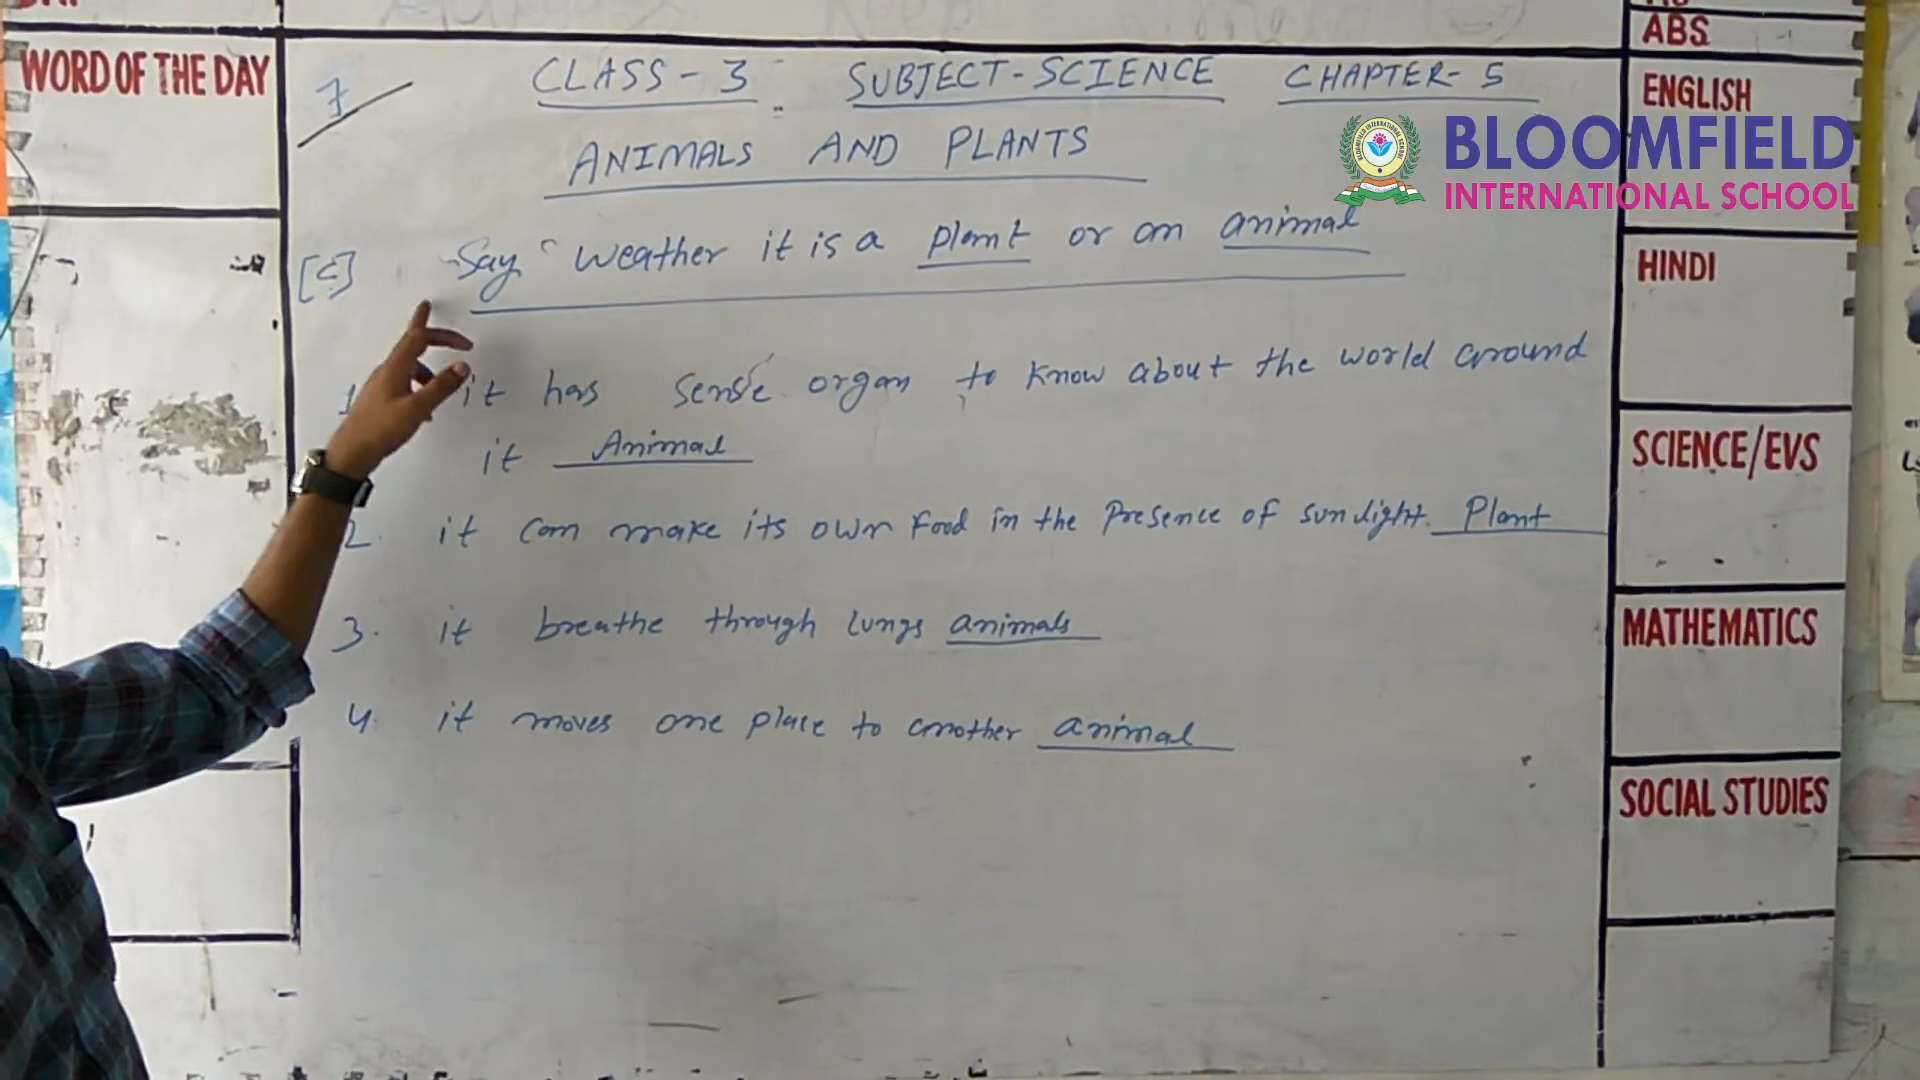 ABS
WORD OF THE DAY
7
CLASS - 3 SUBJECT-SCIENCE CHAPTER-5
ANIMALS AND PLANTS
[C] Say weather it is a plant or an animal
1. it has sense organ to know about the world around
it Animal
2. it can make its own food in the presence of sunlight. Plant
3. it breathe through lungs animals
4. it moves one place to another animal
ENGLISH
BLOOMFIELD
INTERNATIONAL SCHOOL
HINDI
SCIENCE/EVS
MATHEMATICS
SOCIAL STUDIES